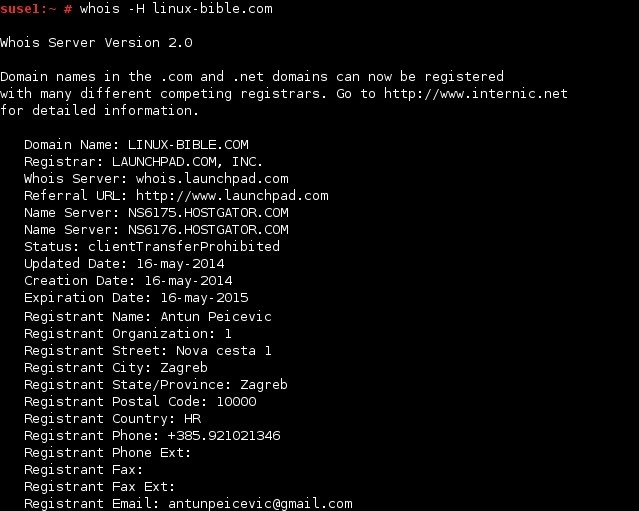 suse1:~ # whois -H linux-bible.com
Whois Server Version 2.0
Domain names in the .com and .net domains can now be registered
with many different competing registrars. Go to http://www.internic.net
for detailed information.
Domain Name: LINUX-BIBLE.COM
Registrar: LAUNCHPAD.COM, INC.
Whois Server: whois.launchpad.com
Referral URL: http://www.launchpad.com
Name Server: NS6175.HOSTGATOR.COM
Name Server: NS6176.HOSTGATOR.COM
Status: clientTransferProhibited
Updated Date: 16-may-2014
Creation Date: 16-may-2014
Expiration Date: 16-may-2015
Registrant Name: Antun Peicevic
Registrant Organization: 1
Registrant Street: Nova cesta 1
Registrant City: Zagreb
Registrant State/Province: Zagreb
Registrant Postal Code: 10000
Registrant Country: HR
Registrant Phone: +385.921021346
Registrant Phone Ext:
Registrant Fax:
Registrant Fax Ext:
Registrant Email: antunpeicevic@gmail.com